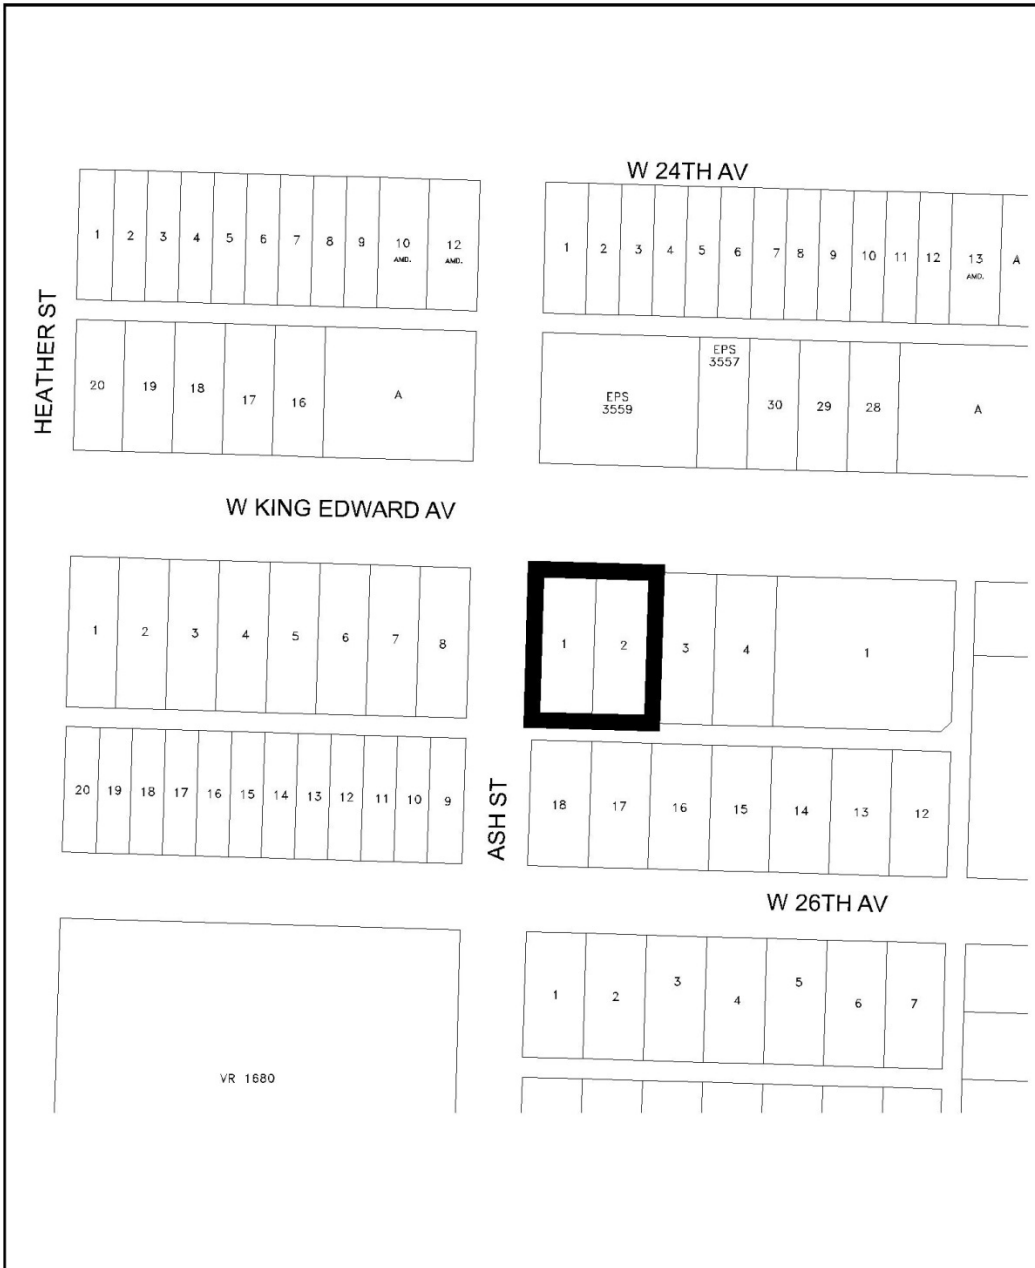 W 24TH AV
1 2 3 4 5 6 7 8 9 10 AMD. 12 AMD.
1 2 3 4 5 6 7 8 9 10 11 12 13 AMD. A
HEATHER ST
20 19 18 17 16 A
EPS 3559
EPS 3557
30 29 28 A
W KING EDWARD AV
1 2 3 4 5 6 7 8
1 2 3 4 1
20 19 18 17 16 15 14 13 12 11 10 9
ASH ST
18 17 16 15 14 13 12
W 26TH AV
1 2 3 4 5 6 7
VR 1680